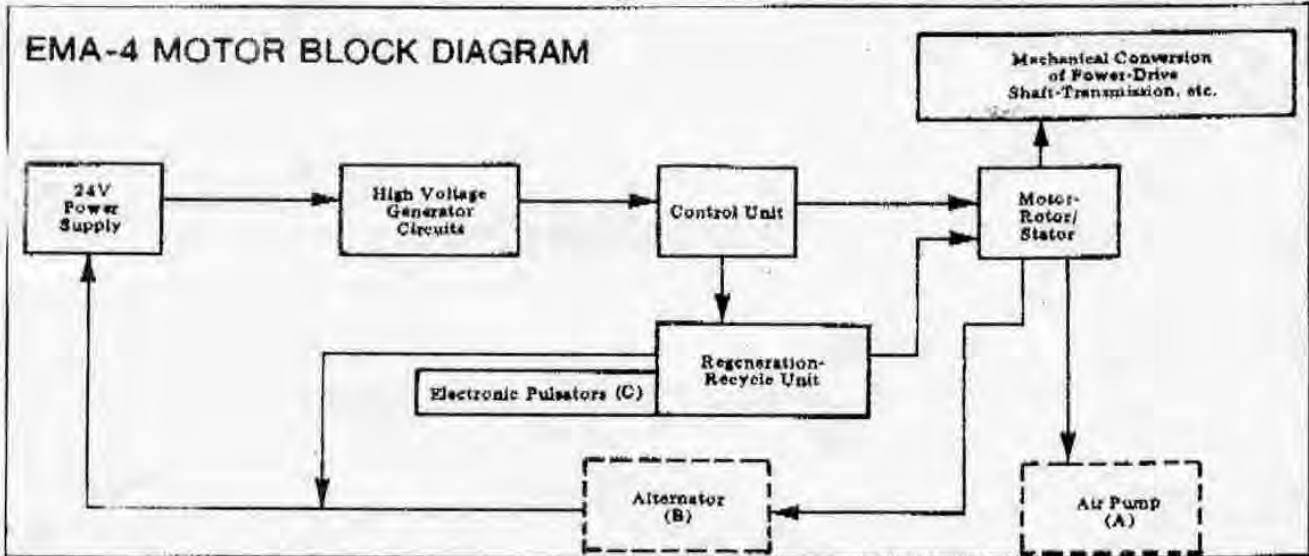 EMA-4 MOTOR BLOCK DIAGRAM
Mechanical Conversion
of Power-Drive
Shaft-Transmission, etc.
24V
Power
Supply
High Voltage
Generator
Circuits
Control Unit
Motor-
Rotor/
Stator
Regeneration-
Recycle Unit
Electronic Pulsators (C)
Alternator
(B)
Air Pump
(A)